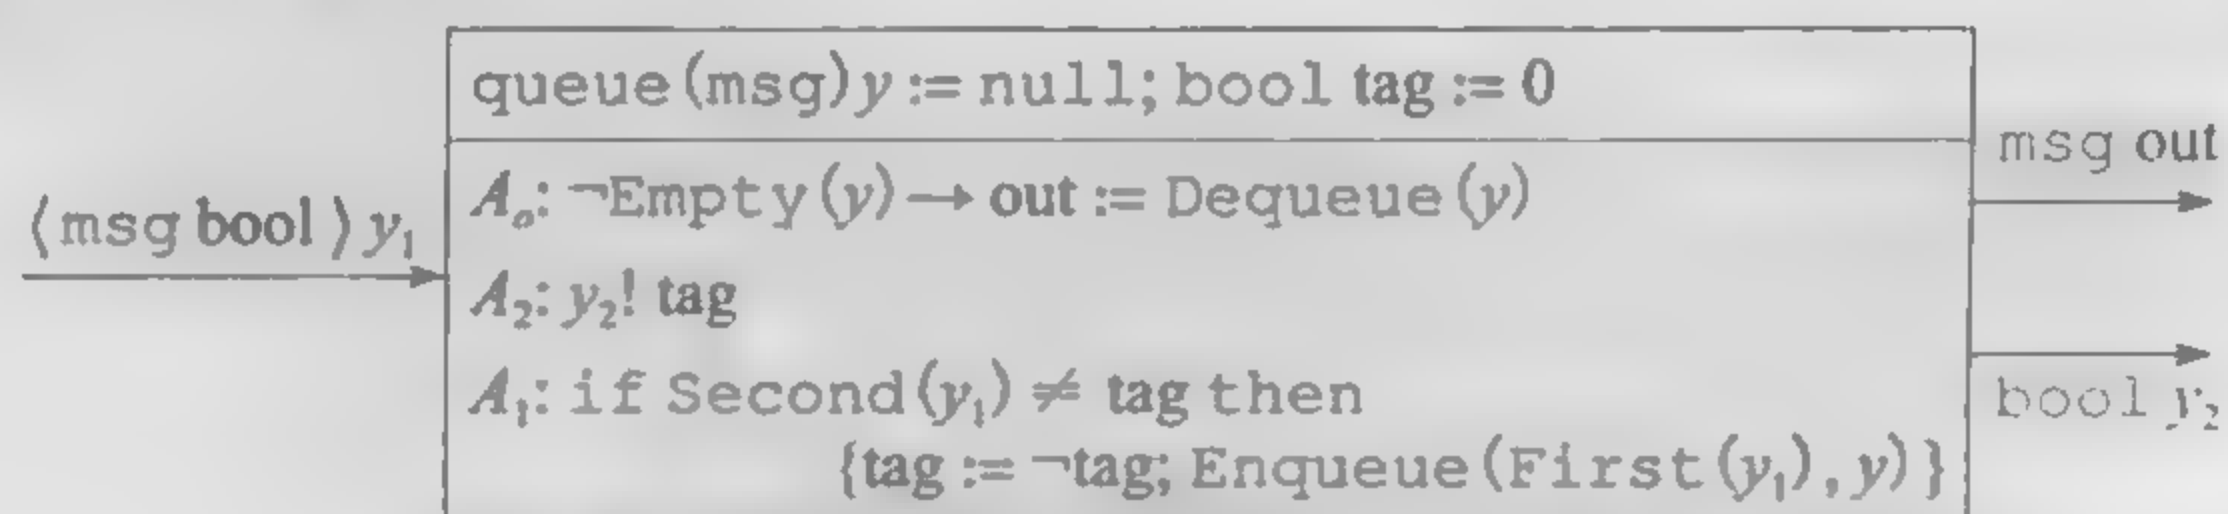 queue(msg)y := null; bool tag := 0
msg out
⟨msg bool⟩ y₁
Aₒ: ¬Empty(y) → out := Dequeue(y)
A₂: y₂! tag
A₁: if Second(y₁) ≠ tag then
bool y₂
{tag := ¬tag; Enqueue(First(y₁), y)}